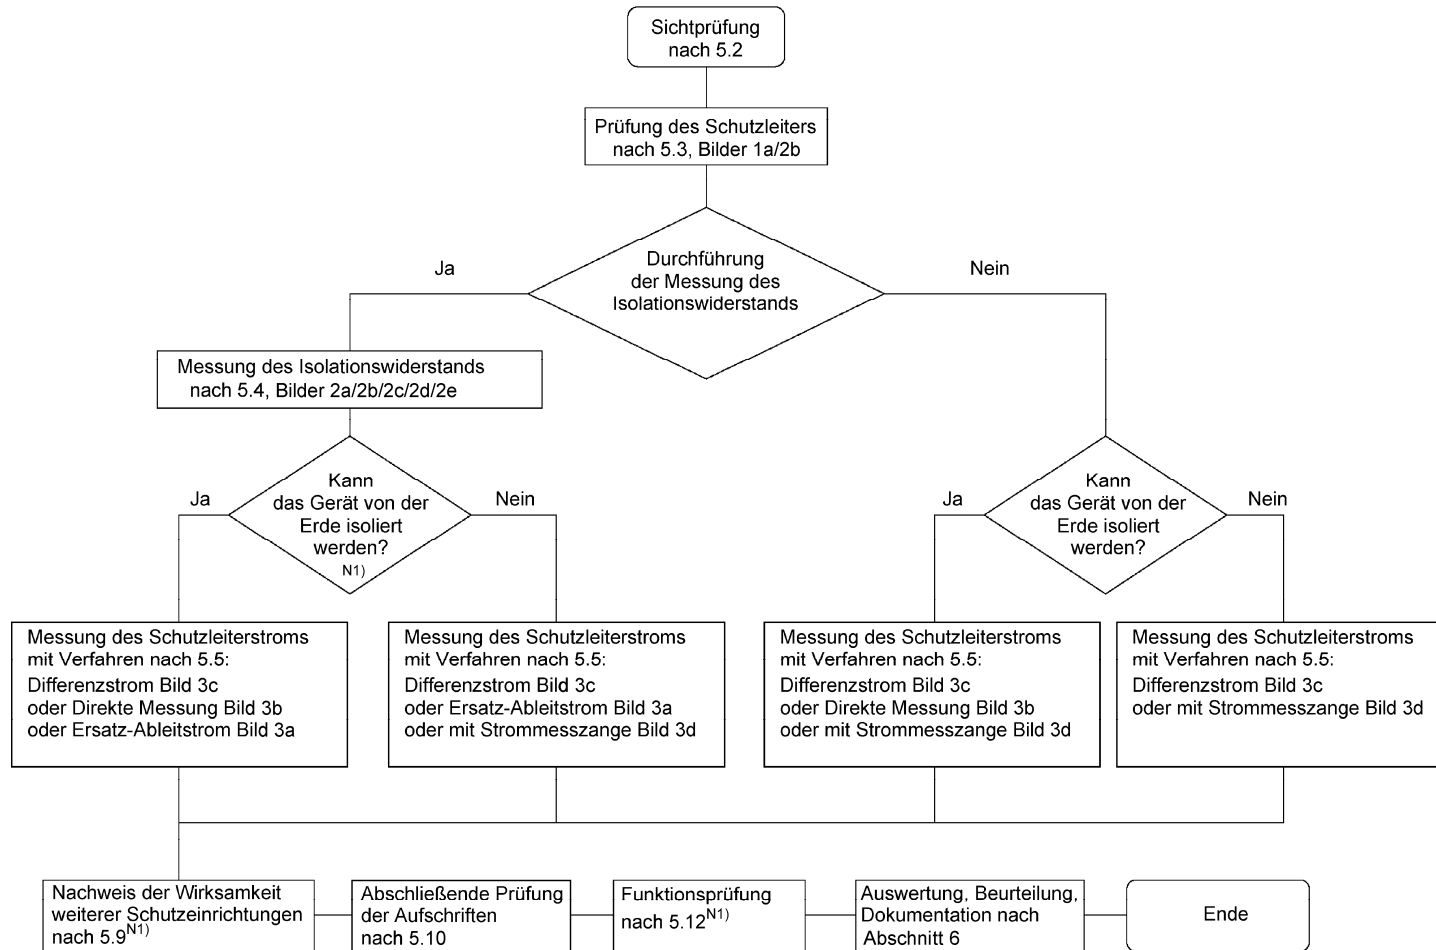 Sichtprüfung
nach 5.2
Prüfung des Schutzleiters
nach 5.3, Bilder 1a/2b
Durchführung
der Messung des
Isolationswiderstands
Ja
Nein
Messung des Isolationswiderstands
nach 5.4, Bilder 2a/2b/2c/2d/2e
Kann
das Gerät von der
Erde isoliert
werden?
N1)
Ja
Nein
Kann
das Gerät von der
Erde isoliert
werden?
Ja
Nein
Messung des Schutzleiterstroms
mit Verfahren nach 5.5:
Differenzstrom Bild 3c
oder Direkte Messung Bild 3b
oder Ersatz-Ableitstrom Bild 3a
Messung des Schutzleiterstroms
mit Verfahren nach 5.5:
Differenzstrom Bild 3c
oder Ersatz-Ableitstrom Bild 3a
oder mit Strommesszange Bild 3d
Messung des Schutzleiterstroms
mit Verfahren nach 5.5:
Differenzstrom Bild 3c
oder Direkte Messung Bild 3b
oder mit Strommesszange Bild 3d
Messung des Schutzleiterstroms
mit Verfahren nach 5.5:
Differenzstrom Bild 3c
oder mit Strommesszange Bild 3d
Nachweis der Wirksamkeit
weiterer Schutzeinrichtungen
nach 5.9 N1)
Abschließende Prüfung
der Aufschriften
nach 5.10
Funktionsprüfung
nach 5.12 N1)
Auswertung, Beurteilung,
Dokumentation nach
Abschnitt 6
Ende